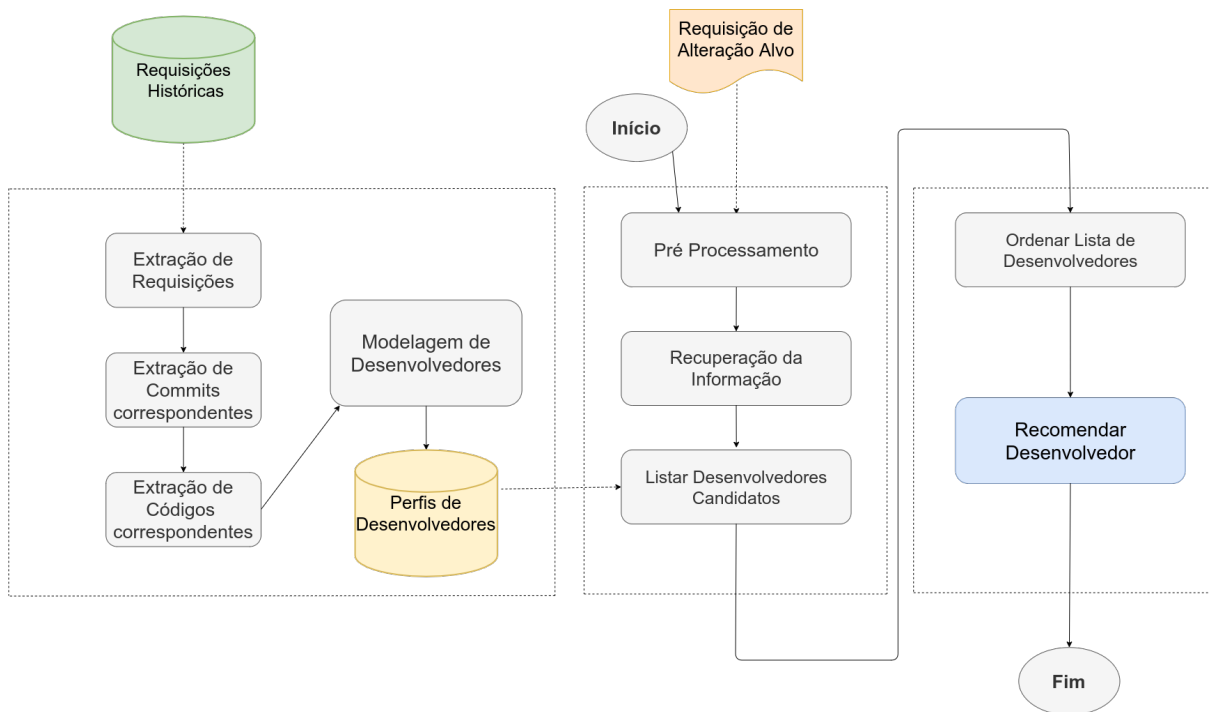 Requisições
Históricas
Requisição de
Alteração Alvo
Início
Extração de
Requisições
Extração de
Commits
correspondentes
Extração de
Códigos
correspondentes
Modelagem de
Desenvolvedores
Perfis de
Desenvolvedores
Pré Processamento
Recuperação da
Informação
Listar Desenvolvedores
Candidatos
Ordenar Lista de
Desenvolvedores
Recomendar
Desenvolvedor
Fim